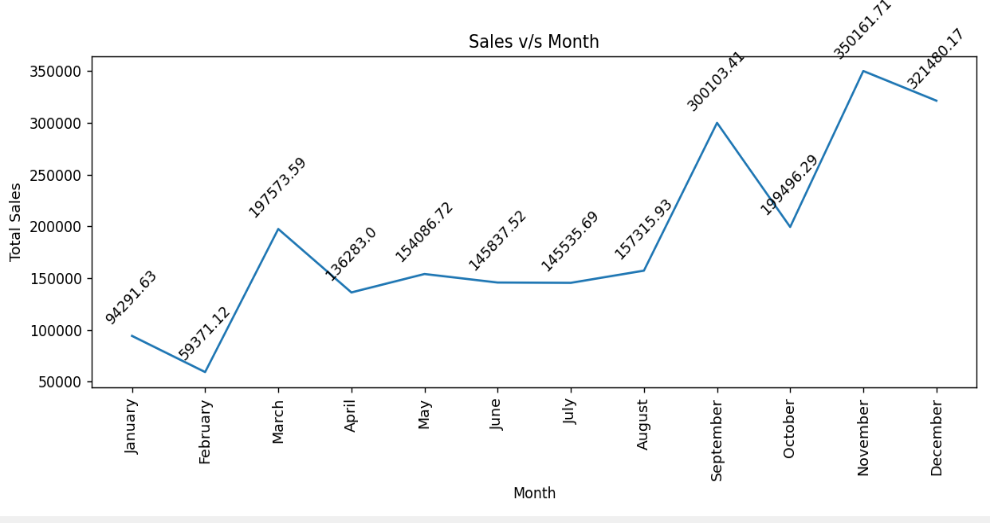 Sales v/s Month
Total Sales
350000
300000
250000
200000
150000
100000
50000
94291.63
59371.12
197573.59
136283.0
154086.72
145837.52
145535.69
157315.93
300103.41
199496.29
350161.71
321480.17
January
February
March
April
May
June
July
August
September
October
November
December
Month